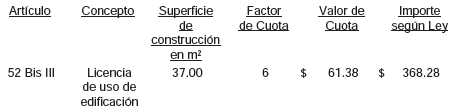 Artículo Concepto Superficie de construcción en m² Factor de Cuota Valor de Cuota Importe según Ley
52 Bis III Licencia de uso de edificación 37.00 6 $ 61.38 $ 368.28